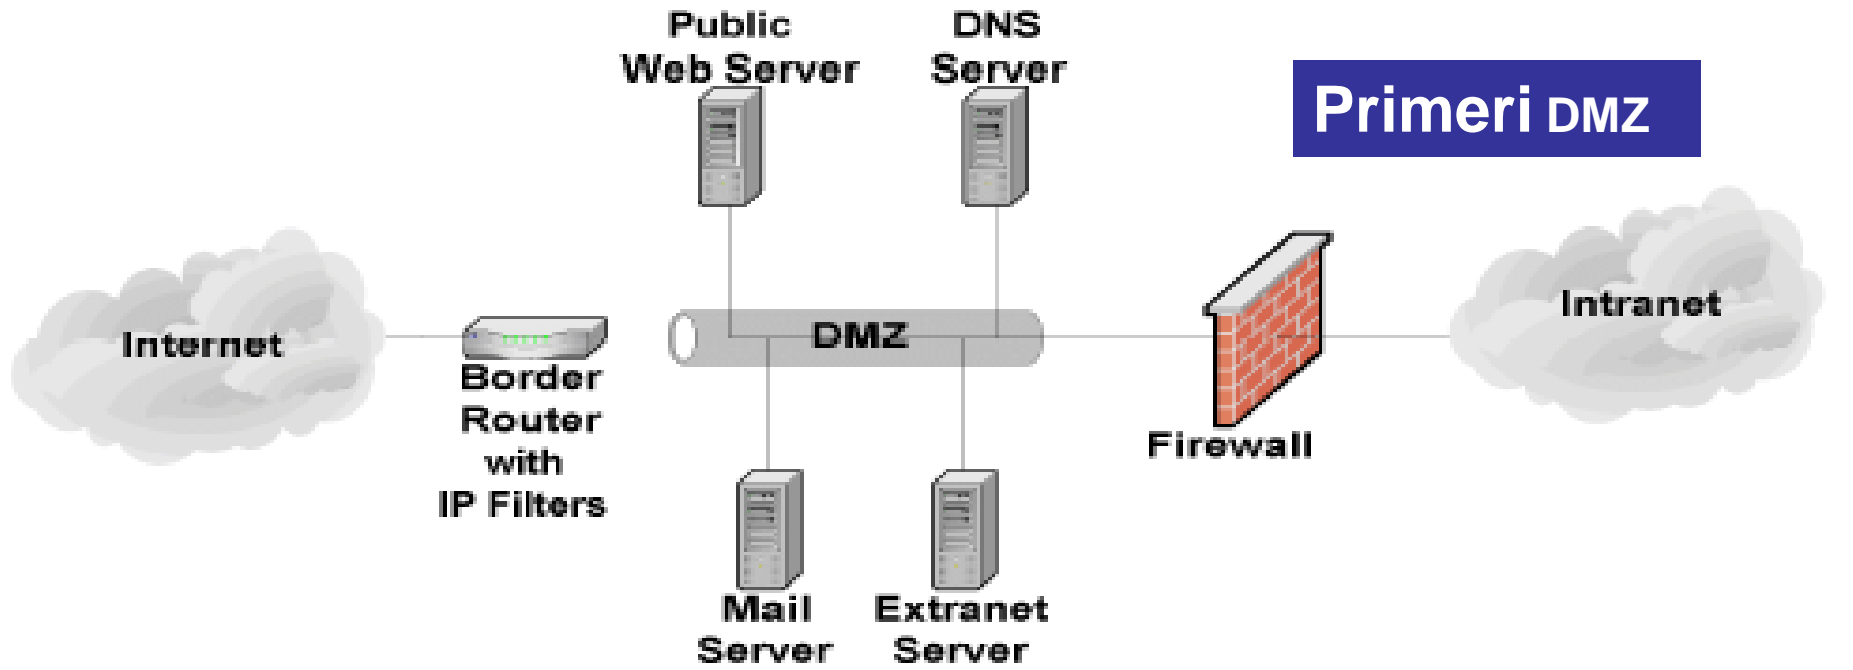 Public
Web Server
DNS
Server
Primeri DMZ
Internet
Border
Router
with
IP Filters
DMZ
Firewall
Intranet
Mail
Server
Extranet
Server